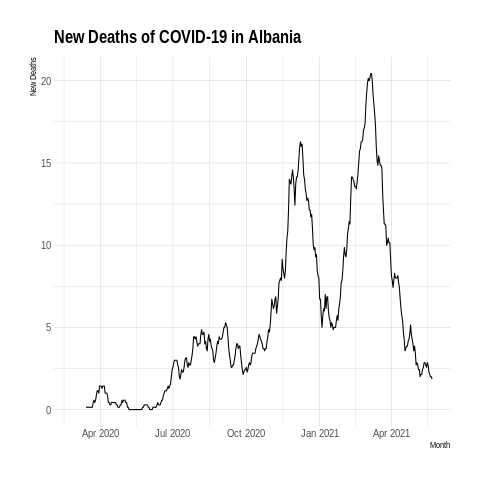 New Deaths of COVID-19 in Albania
New Deaths
20
15
10
5
0
Apr 2020 Jul 2020 Oct 2020 Jan 2021 Apr 2021
Month